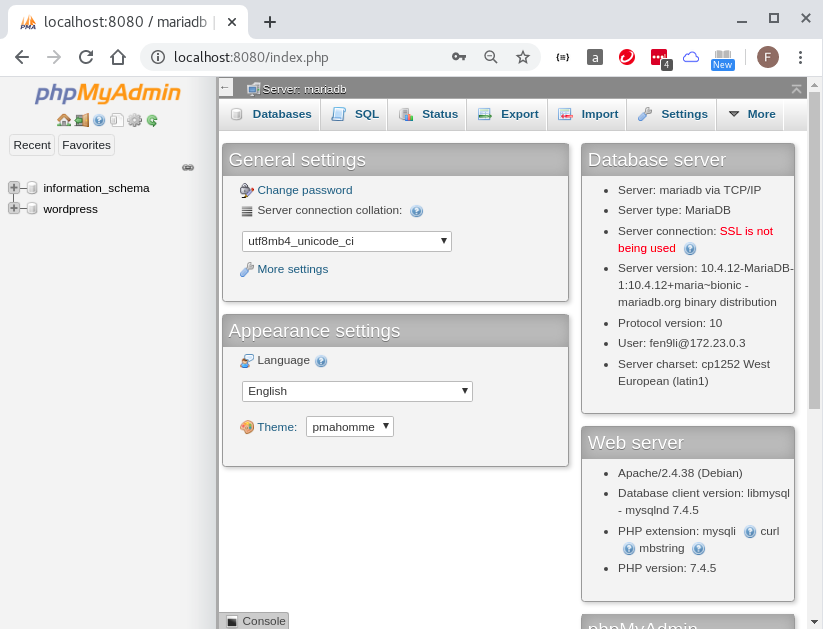 localhost:8080 / mariadb |
localhost:8080/index.php
4
New
F
phpMyAdmin
Recent
Favorites
information_schema
wordpress
Server: mariadb
Databases
SQL
Status
Export
Import
Settings
More
General settings
Change password
Server connection collation:
utf8mb4_unicode_ci
More settings
Appearance settings
Language
English
Theme:
pmahomme
Database server
Server: mariadb via TCP/IP
Server type: MariaDB
Server connection: SSL is not
being used
Server version: 10.4.12-MariaDB-
1:10.4.12+maria~bionic -
mariadb.org binary distribution
Protocol version: 10
User: fen9li@172.23.0.3
Server charset: cp1252 West
European (latin1)
Web server
Apache/2.4.38 (Debian)
Database client version: libmysql
- mysqlnd 7.4.5
PHP extension: mysqli curl
mbstring
PHP version: 7.4.5
phpMyAdmin
Console